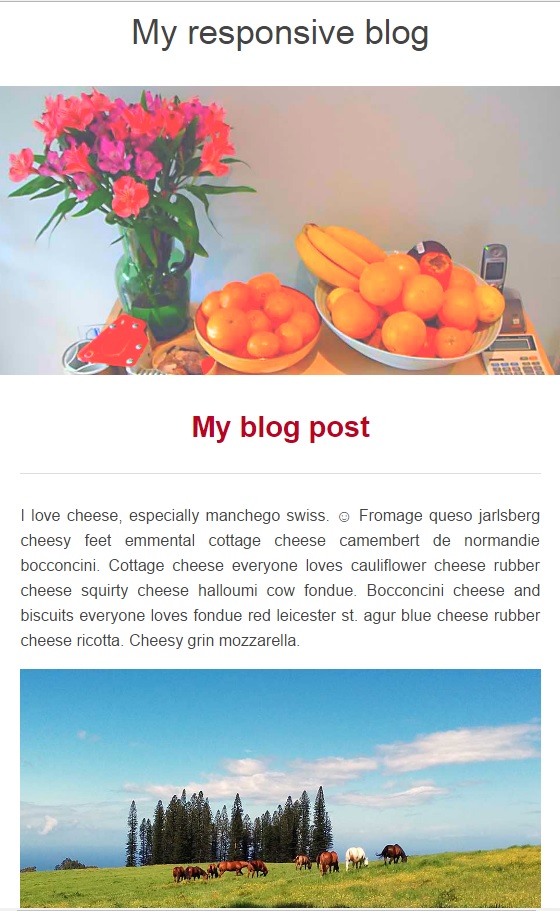 My responsive blog
My blog post
I love cheese, especially manchego swiss. ☺ Fromage queso jarlsberg
cheesy feet emmental cottage cheese camembert de normandie
bocconcini. Cottage cheese everyone loves cauliflower cheese rubber
cheese squirty cheese halloumi cow fondue. Bocconcini cheese and
biscuits everyone loves fondue red leicester st. agur blue cheese rubber
cheese ricotta. Cheesy grin mozzarella.